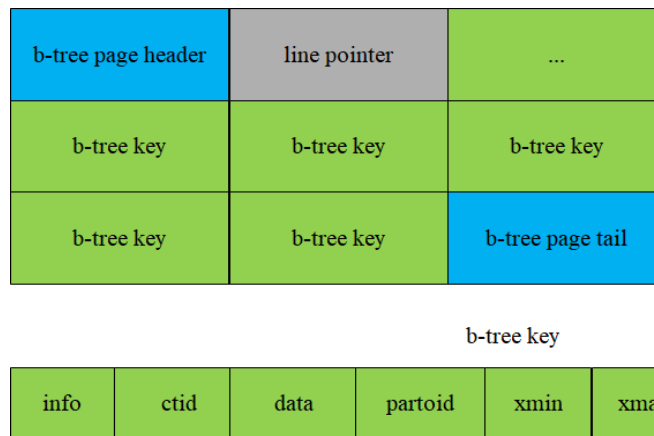 b-tree page header line pointer ...
b-tree key b-tree key b-tree key
b-tree key b-tree key b-tree page tail
b-tree key
info ctid data partoid xmin xma